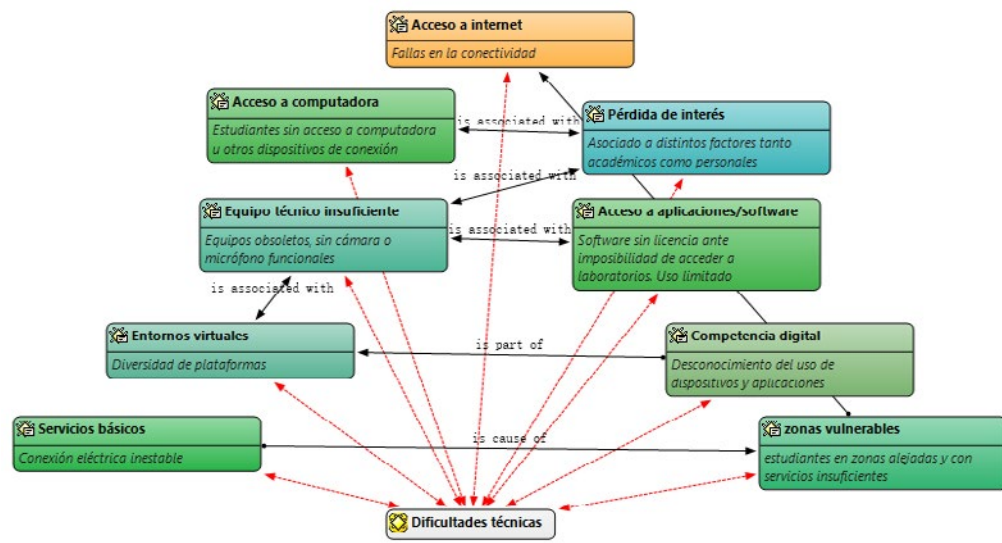 Acceso a internet
Fallas en la conectividad
Acceso a computadora
Estudiantes sin acceso a computadora
u otros dispositivos de conexión
is associated with
Pérdida de interés
Asociado a distintos factores tanto
académicos como personales
is associated with
Equipo técnico insuficiente
Equipos obsoletos, sin cámara o
micrófono funcionales
is associated with
Acceso a aplicaciones/software
Software sin licencia ante
imposibilidad de acceder a
laboratorios. Uso limitado
is associated with
Entornos virtuales
Diversidad de plataformas
is part of
Competencia digital
Desconocimiento del uso de
dispositivos y aplicaciones
Servicios básicos
Conexión eléctrica inestable
is cause of
zonas vulnerables
estudiantes en zonas alejadas y con
servicios insuficientes
Dificultades técnicas